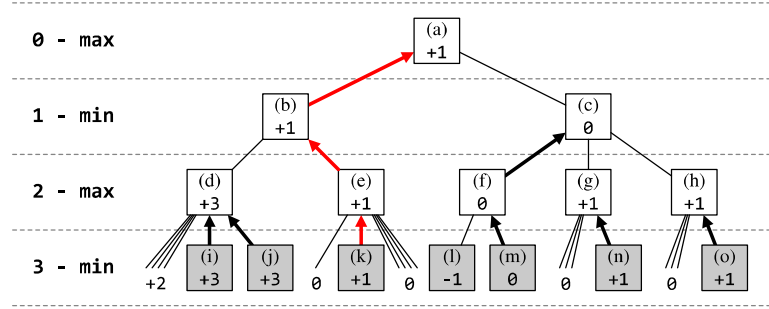 0 - max
(a)
+1
1 - min
(b)
+1
(c)
0
2 - max
(d)
+3
(e)
+1
(f)
0
(g)
+1
(h)
+1
3 - min
+2
(i)
+3
(j)
+3
0
(k)
+1
0
(l)
-1
(m)
0
0
(n)
+1
0
(o)
+1